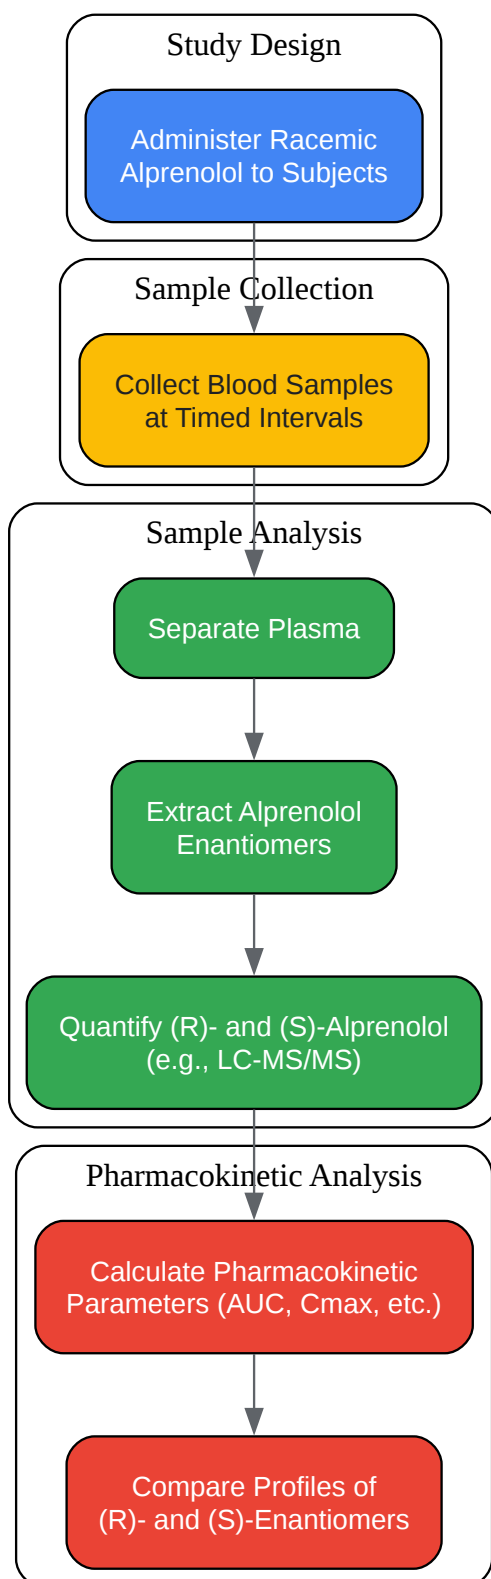 Study Design
Administer Racemic
Alprenolol to Subjects
Sample Collection
Collect Blood Samples
at Timed Intervals
Sample Analysis
Separate Plasma
Extract Alprenolol
Enantiomers
Quantify (R)- and (S)-Alprenolol
(e.g., LC-MS/MS)
Pharmacokinetic Analysis
Calculate Pharmacokinetic
Parameters (AUC, Cmax, etc.)
Compare Profiles of
(R)- and (S)-Enantiomers